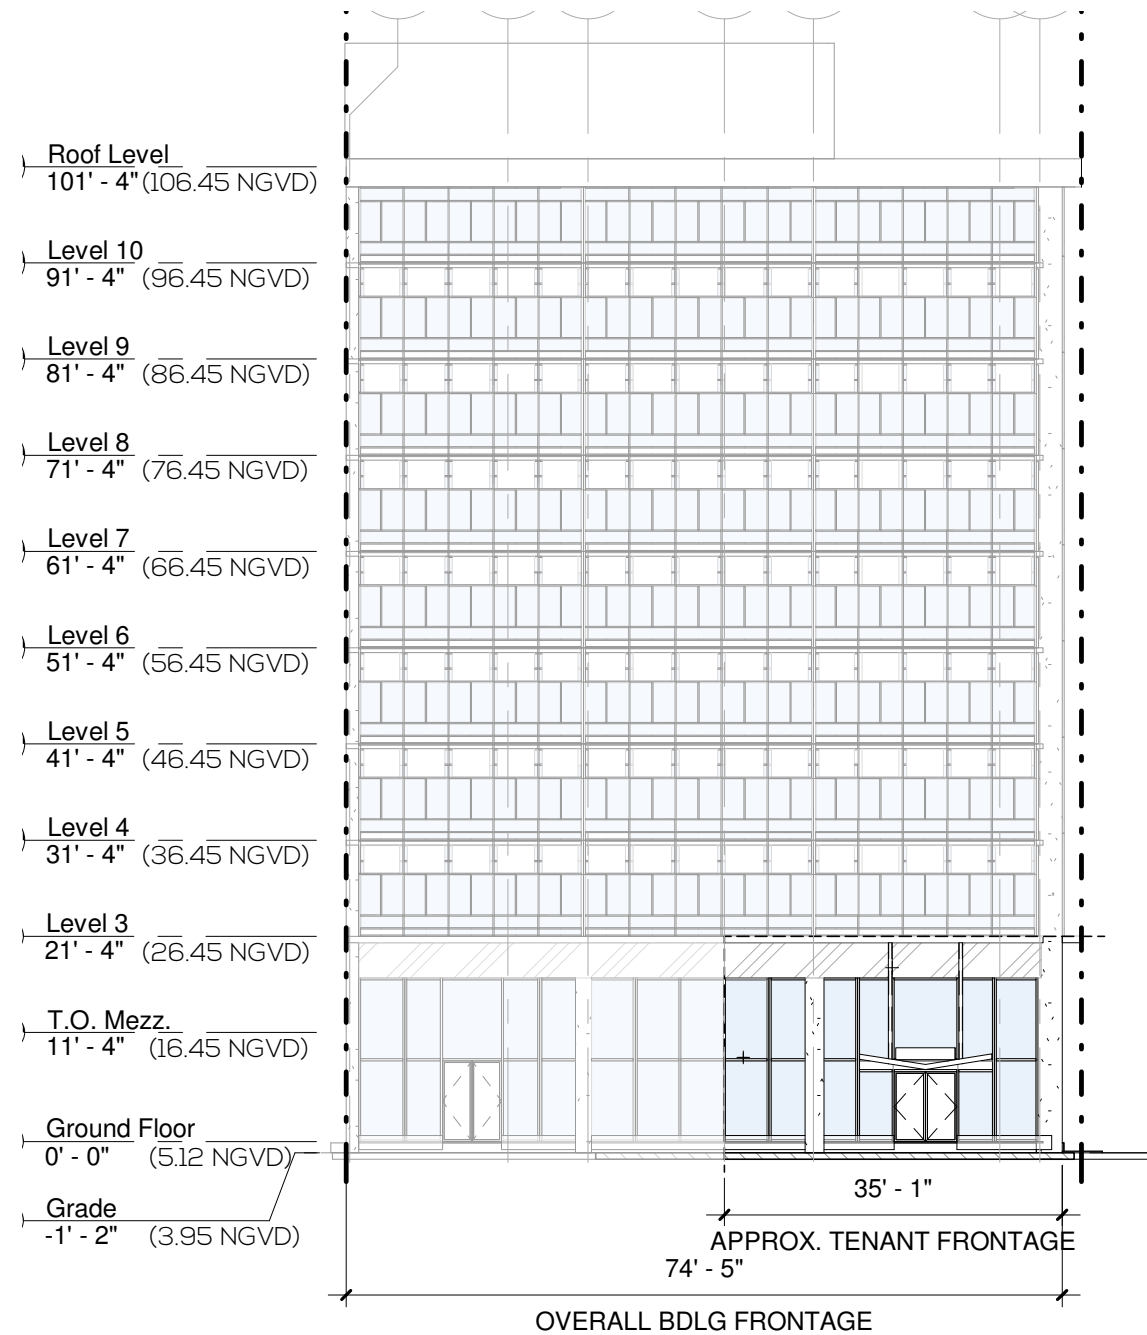 Roof Level
101' - 4" (106.45 NGVD)
Level 10
91' - 4" (96.45 NGVD)
Level 9
81' - 4" (86.45 NGVD)
Level 8
71' - 4" (76.45 NGVD)
Level 7
61' - 4" (66.45 NGVD)
Level 6
51' - 4" (56.45 NGVD)
Level 5
41' - 4" (46.45 NGVD)
Level 4
31' - 4" (36.45 NGVD)
Level 3
21' - 4" (26.45 NGVD)
T.O. Mezz.
11' - 4" (16.45 NGVD)
Ground Floor
0' - 0" (5.12 NGVD)
Grade
-1' - 2" (3.95 NGVD)
35' - 1"
APPROX. TENANT FRONTAGE
74' - 5"
OVERALL BDLG FRONTAGE